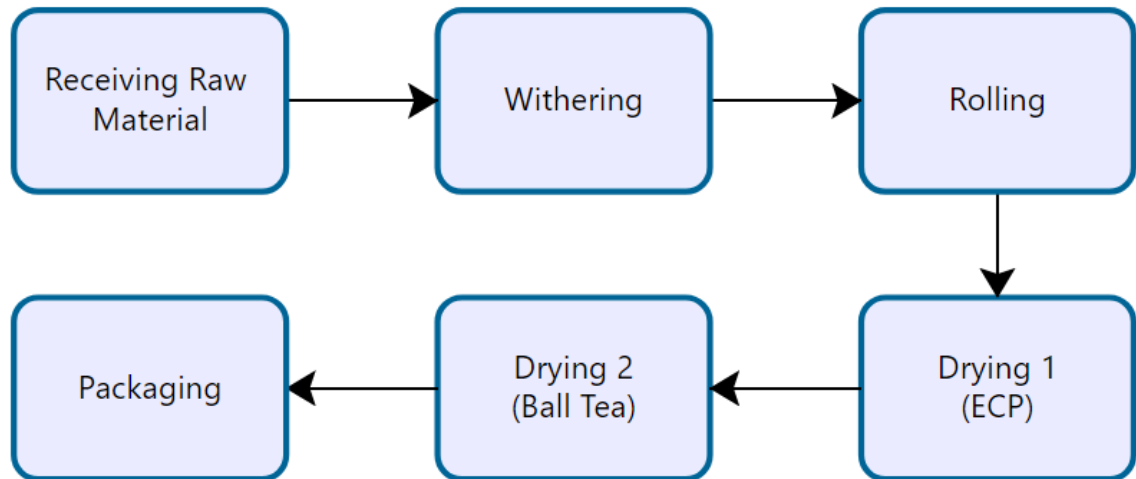 Receiving Raw
Material
Withering
Rolling
Drying 1
(ECP)
Drying 2
(Ball Tea)
Packaging